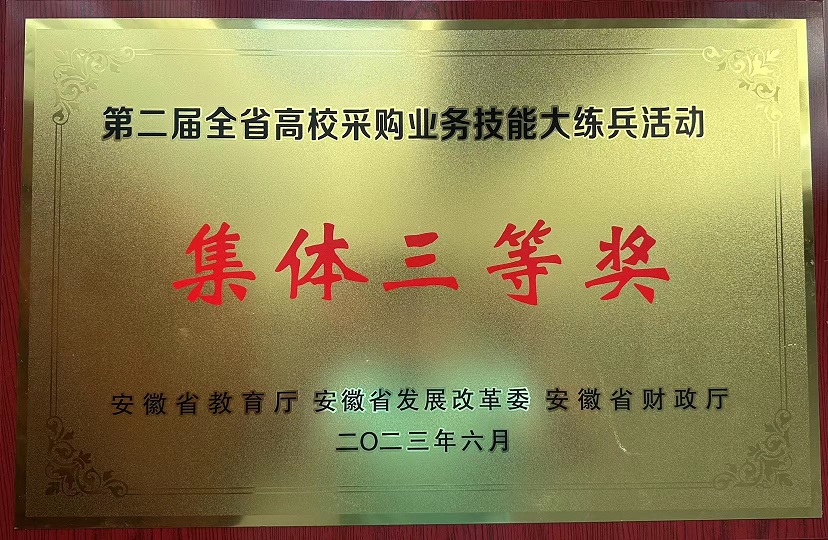 第二届全省高校采购业务技能大练兵活动
集体三等奖
安徽省教育厅 安徽省发展改革委 安徽省财政厅
二〇二三年六月